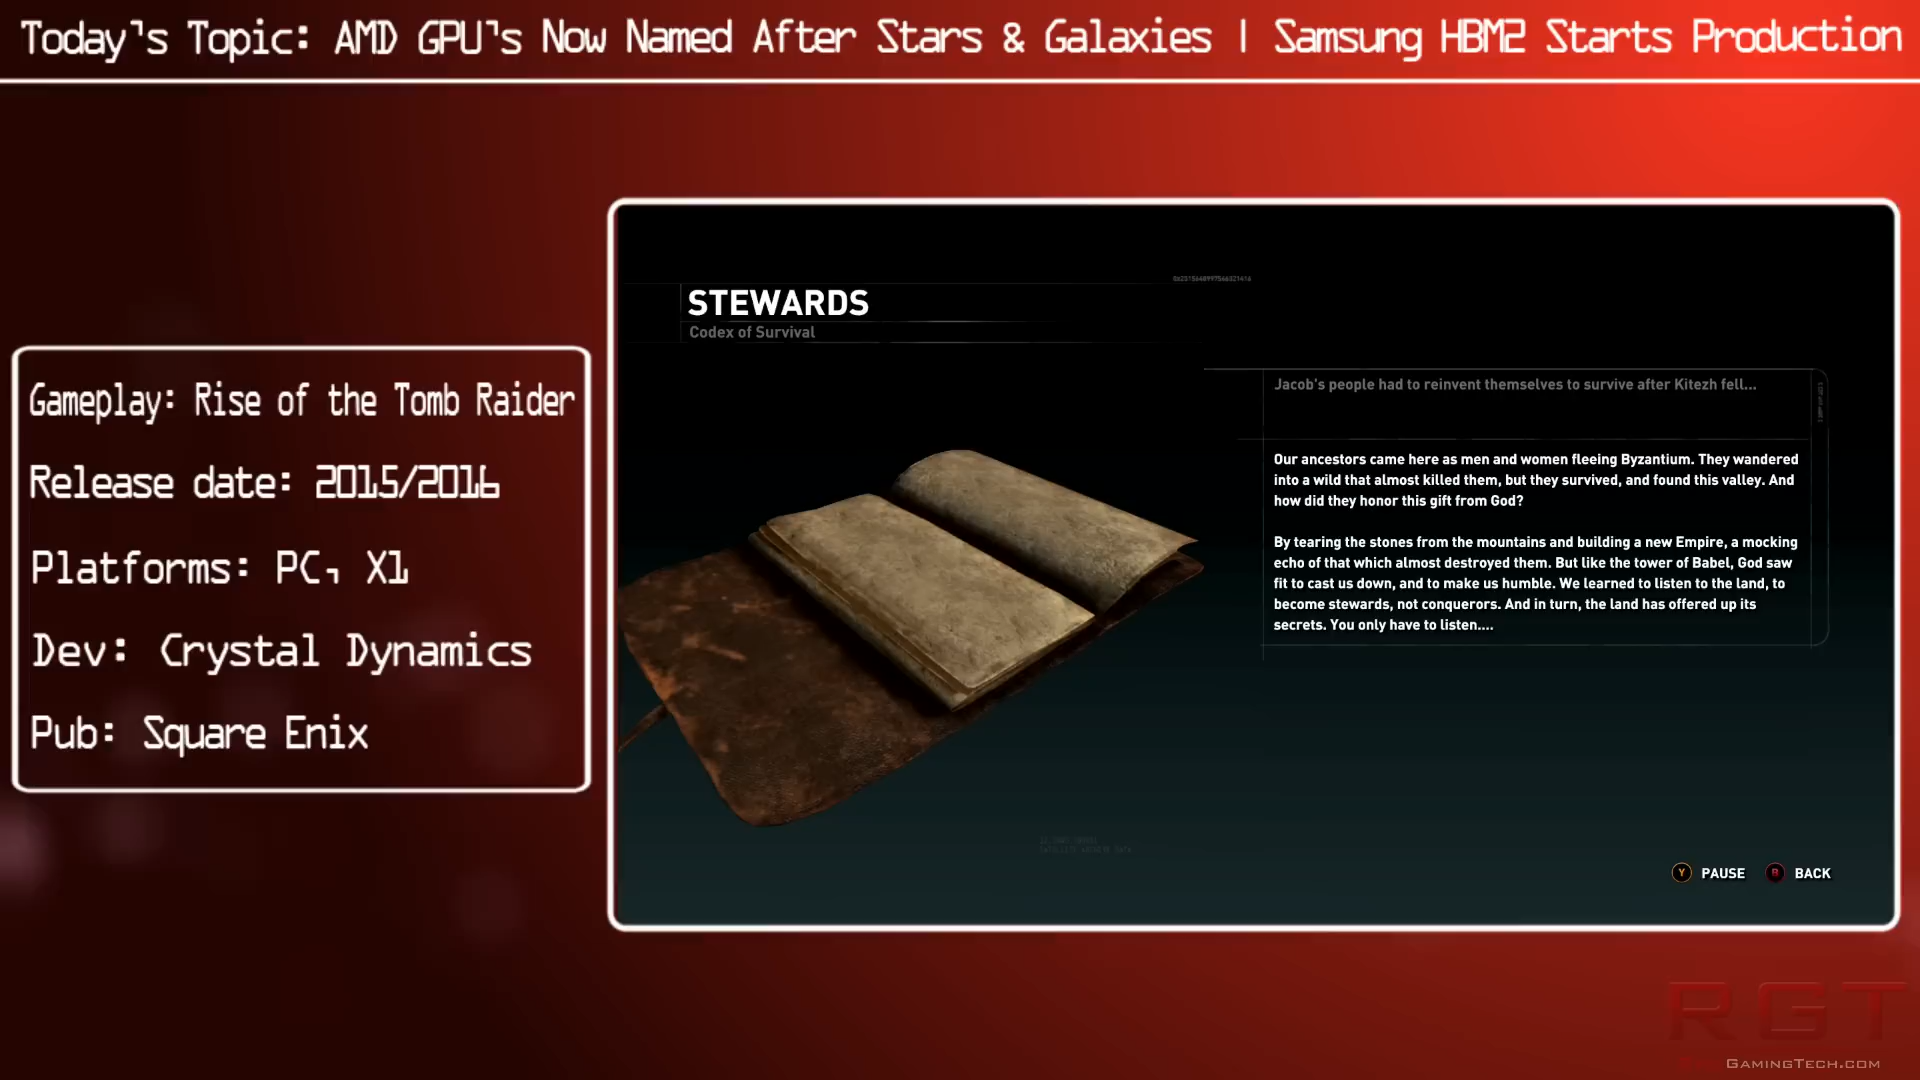 Today's Topic: AMD GPU's Now Named After Stars & Galaxies | Samsung HBM2 Starts Production
Gameplay: Rise of the Tomb Raider
Release date: 2015/2016
Platforms: PC, X1
Dev: Crystal Dynamics
Pub: Square Enix
STEWARDS
Codex of Survival
Jacob's people had to reinvent themselves to survive after Kitezh fell...
Our ancestors came here as men and women fleeing Byzantium. They wandered
into a wild that almost killed them, but they survived, and found this valley. And
how did they honor this gift from God?
By tearing the stones from the mountains and building a new Empire, a mocking
echo of that which almost destroyed them. But like the tower of Babel, God saw
fit to cast us down, and to make us humble. We learned to listen to the land, to
become stewards, not conquerors. And in turn, the land has offered up its
secrets. You only have to listen....
Y PAUSE B BACK
RGT
GamingTech.com